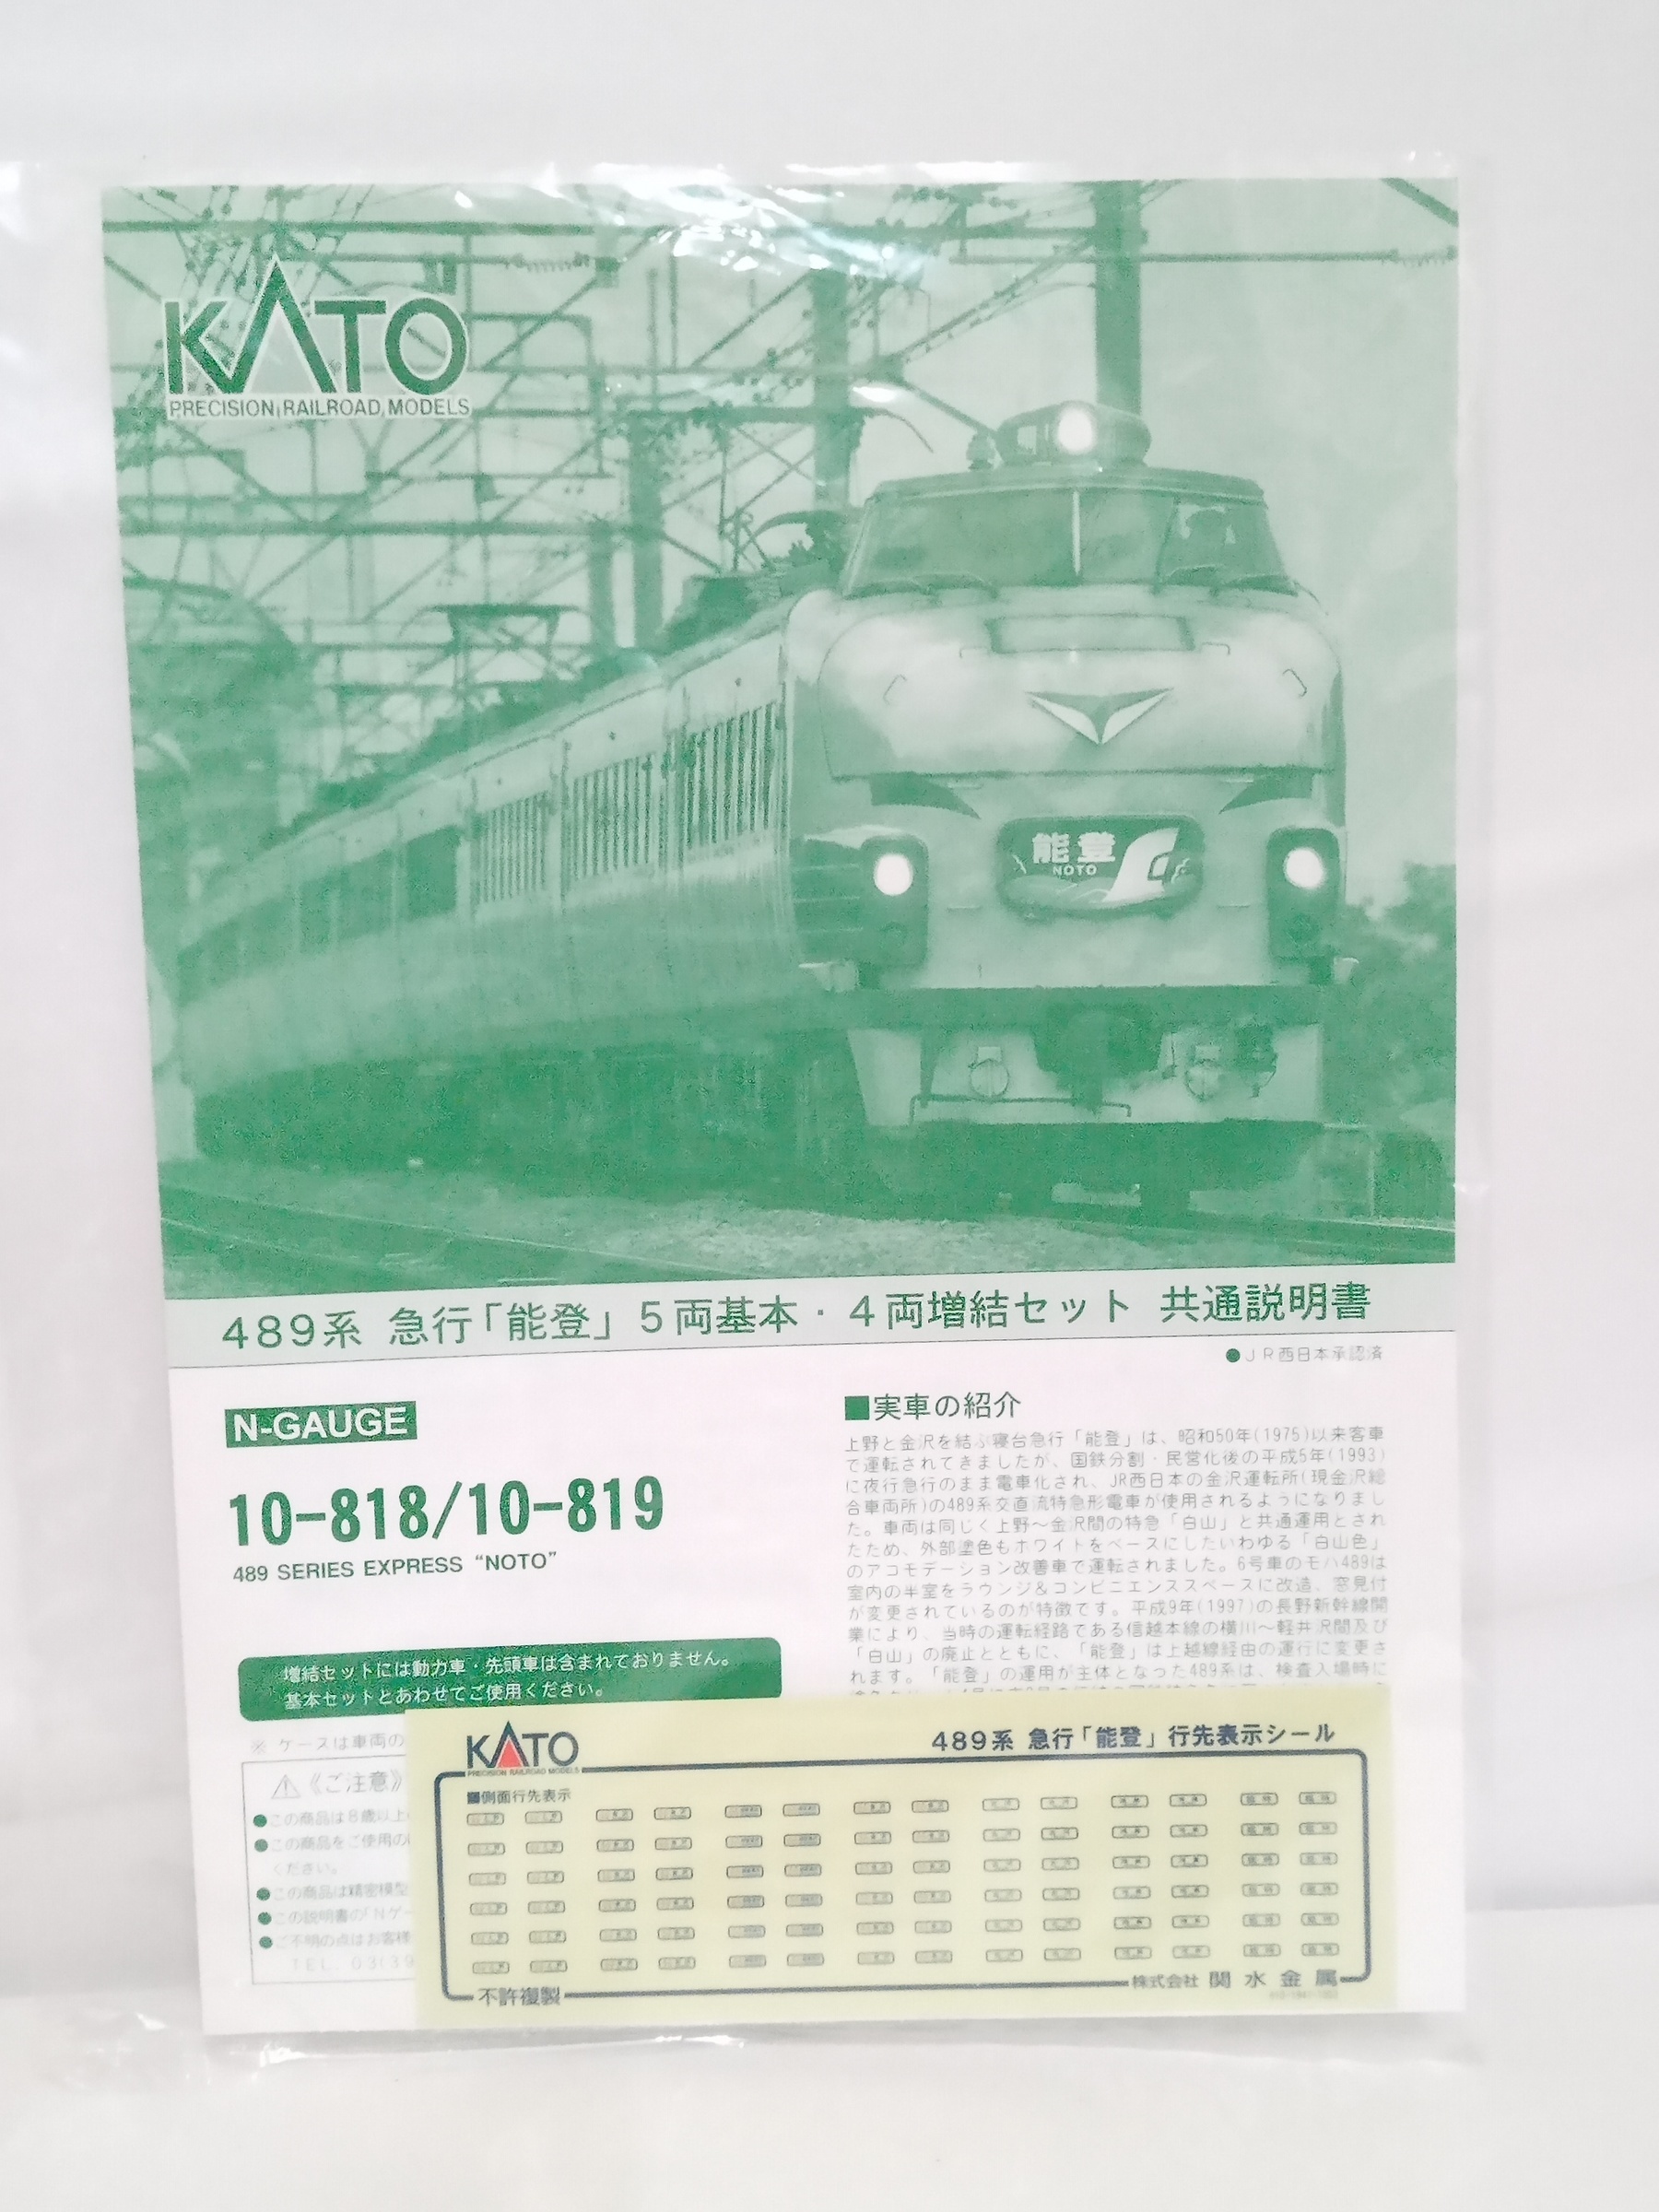 KATO
PRECISION RAILROAD MODELS
能登
NOTO
489系 急行「能登」5両基本・4両増結セット 共通説明書
●JR西日本承認済
N-GAUGE
10-818/10-819
489 SERIES EXPRESS “NOTO”
増結セットには動力車・先頭車は含まれておりません。
基本セットとあわせてご使用ください。
※ ケースは車両の
⚠《ご注意》
●この商品は8歳以上
●この商品をご使用の
ください。
●この商品は精密模型
●この説明書の「Nゲー
●ご不明の点はお客様
TEL. 03(39
■実車の紹介
上野と金沢を結ぶ寝台急行「能登」は、昭和50年(1975)以来客車
で運転されてきましたが、国鉄分割・民営化後の平成5年(1993)
に夜行急行のまま電車化され、JR西日本の金沢運転所(現金沢総
合車両所)の489系交直流特急形電車が使用されるようになりまし
た。車両は同じく上野～金沢間の特急「白山」と共通運用とされ
たため、外部塗色もホワイトをベースにしたいわゆる「白山色」
のアコモデーション改善車で運転されました。6号車のモハ489は
室内の半室をラウンジ&コンビニエンススペースに改造、窓見付
が変更されているのが特徴です。平成9年(1997)の長野新幹線開
業により、当時の運転経路である信越本線の横川～軽井沢間及び
「白山」の廃止とともに、「能登」は上越線経由の運行に変更さ
れます。「能登」の運用が主体となった489系は、検査入場時に
KATO
PRECISION RAILROAD MODELS
489系 急行「能登」行先表示シール
■側面行先表示
不許複製
株式会社 関水金属